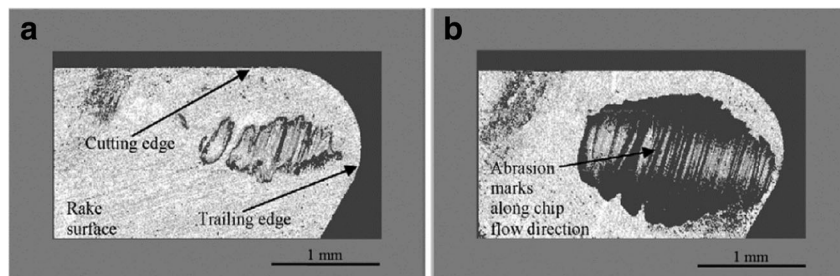 a
Cutting edge
Rake
surface
Trailing edge
1 mm
b
Abrasion
marks
along chip
flow direction
1 mm